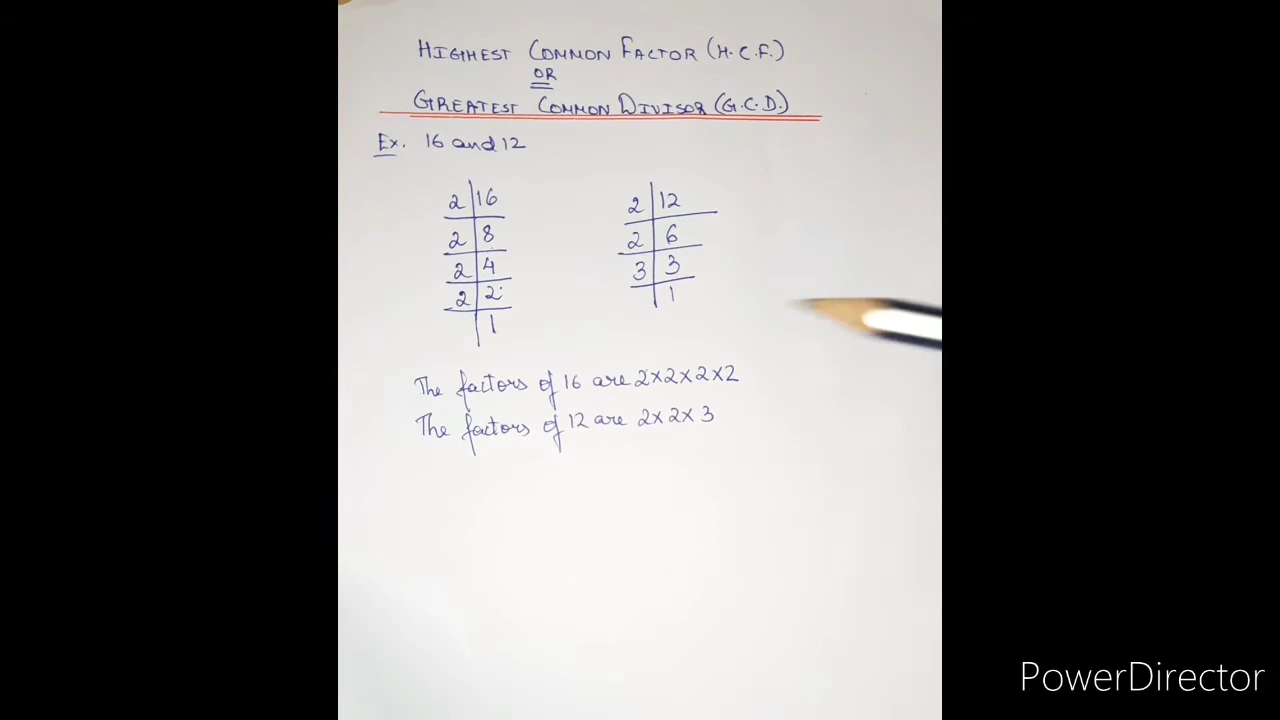 HIGHEST COMMON FACTOR (H.C.F.)
OR
GREATEST COMMON DIVISOR (G.C.D.)
Ex. 16 and 12
2 16
2 8
2 4
2 2
1
2 12
2 6
3 3
1
The factors of 16 are 2×2×2×2
The factors of 12 are 2×2×3
PowerDirector